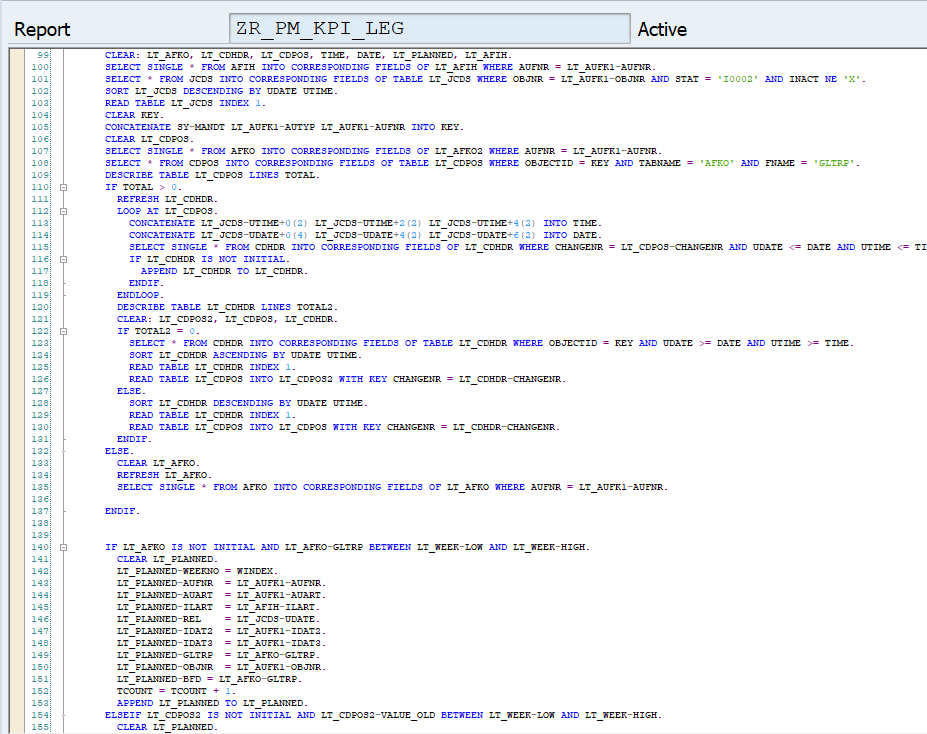 Report ZR_PM_KPI_LEG Active
99 CLEAR: LT_AFKO, LT_CDHDR, LT_CDPOS, TIME, DATE, LT_PLANNED, LT_AFIH.
100 SELECT SINGLE * FROM AFIH INTO CORRESPONDING FIELDS OF LT_AFIH WHERE AUFNR = LT_AUFK1-AUFNR.
101 SELECT * FROM JCDS INTO CORRESPONDING FIELDS OF TABLE LT_JCDS WHERE OBJNR = LT_AUFK1-OBJNR AND STAT = 'I0002' AND INACT NE 'X'.
102 SORT LT_JCDS DESCENDING BY UDATE UTIME.
103 READ TABLE LT_JCDS INDEX 1.
104 CLEAR KEY.
105 CONCATENATE SY-MANDT LT_AUFK1-AUTYP LT_AUFK1-AUFNR INTO KEY.
106 CLEAR LT_CDPOS.
107 SELECT SINGLE * FROM AFKO INTO CORRESPONDING FIELDS OF LT_AFKO2 WHERE AUFNR = LT_AUFK1-AUFNR.
108 SELECT * FROM CDPOS INTO CORRESPONDING FIELDS OF TABLE LT_CDPOS WHERE OBJECTID = KEY AND TABNAME = 'AFKO' AND FNAME = 'GLTRP'.
109 DESCRIBE TABLE LT_CDPOS LINES TOTAL.
110 IF TOTAL > 0.
111 REFRESH LT_CDHDR.
112 LOOP AT LT_CDPOS.
113 CONCATENATE LT_JCDS-UTIME+0(2) LT_JCDS-UTIME+2(2) LT_JCDS-UTIME+4(2) INTO TIME.
114 CONCATENATE LT_JCDS-UDATE+0(4) LT_JCDS-UDATE+4(2) LT_JCDS-UDATE+6(2) INTO DATE.
115 SELECT SINGLE * FROM CDHDR INTO CORRESPONDING FIELDS OF LT_CDHDR WHERE CHANGENR = LT_CDPOS-CHANGENR AND UDATE <= DATE AND UTIME <= TI
116 IF LT_CDHDR IS NOT INITIAL.
117 APPEND LT_CDHDR TO LT_CDHDR.
118 ENDIF.
119 ENDLOOP.
120 DESCRIBE TABLE LT_CDHDR LINES TOTAL2.
121 CLEAR: LT_CDPOS2, LT_CDPOS, LT_CDHDR.
122 IF TOTAL2 = 0.
123 SELECT * FROM CDHDR INTO CORRESPONDING FIELDS OF TABLE LT_CDHDR WHERE OBJECTID = KEY AND UDATE >= DATE AND UTIME >= TIME.
124 SORT LT_CDHDR ASCENDING BY UDATE UTIME.
125 READ TABLE LT_CDHDR INDEX 1.
126 READ TABLE LT_CDPOS INTO LT_CDPOS2 WITH KEY CHANGENR = LT_CDHDR-CHANGENR.
127 ELSE.
128 SORT LT_CDHDR DESCENDING BY UDATE UTIME.
129 READ TABLE LT_CDHDR INDEX 1.
130 READ TABLE LT_CDPOS INTO LT_CDPOS WITH KEY CHANGENR = LT_CDHDR-CHANGENR.
131 ENDIF.
132 ELSE.
133 CLEAR LT_AFKO.
134 REFRESH LT_AFKO.
135 SELECT SINGLE * FROM AFKO INTO CORRESPONDING FIELDS OF LT_AFKO WHERE AUFNR = LT_AUFK1-AUFNR.
136
137 ENDIF.
138
139
140 IF LT_AFKO IS NOT INITIAL AND LT_AFKO-GLTRP BETWEEN LT_WEEK-LOW AND LT_WEEK-HIGH.
141 CLEAR LT_PLANNED.
142 LT_PLANNED-WEEKNO = WINDEX.
143 LT_PLANNED-AUFNR = LT_AUFK1-AUFNR.
144 LT_PLANNED-AUART = LT_AUFK1-AUART.
145 LT_PLANNED-ILART = LT_AFIH-ILART.
146 LT_PLANNED-REL = LT_JCDS-UDATE.
147 LT_PLANNED-IDAT2 = LT_AUFK1-IDAT2.
148 LT_PLANNED-IDAT3 = LT_AUFK1-IDAT3.
149 LT_PLANNED-GLTRP = LT_AFKO-GLTRP.
150 LT_PLANNED-OBJNR = LT_AUFK1-OBJNR.
151 LT_PLANNED-BFD = LT_AFKO-GLTRP.
152 TCOUNT = TCOUNT + 1.
153 APPEND LT_PLANNED TO LT_PLANNED.
154 ELSEIF LT_CDPOS2 IS NOT INITIAL AND LT_CDPOS2-VALUE_OLD BETWEEN LT_WEEK-LOW AND LT_WEEK-HIGH.
155 CLEAR LT_PLANNED.